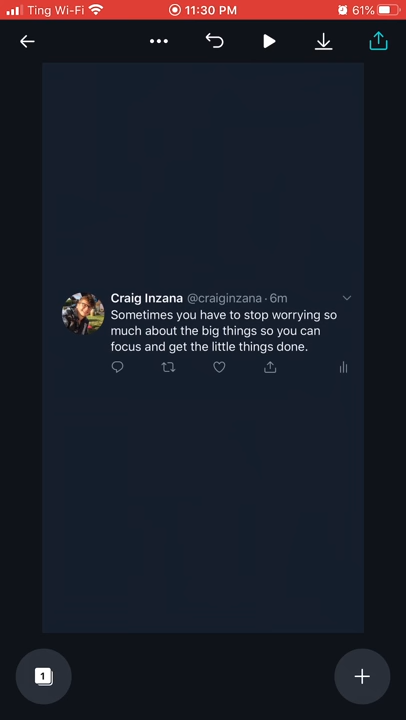 Ting Wi-Fi 11:30 PM 61%
Craig Inzana @craiginzana · 6m
Sometimes you have to stop worrying so
much about the big things so you can
focus and get the little things done.
1